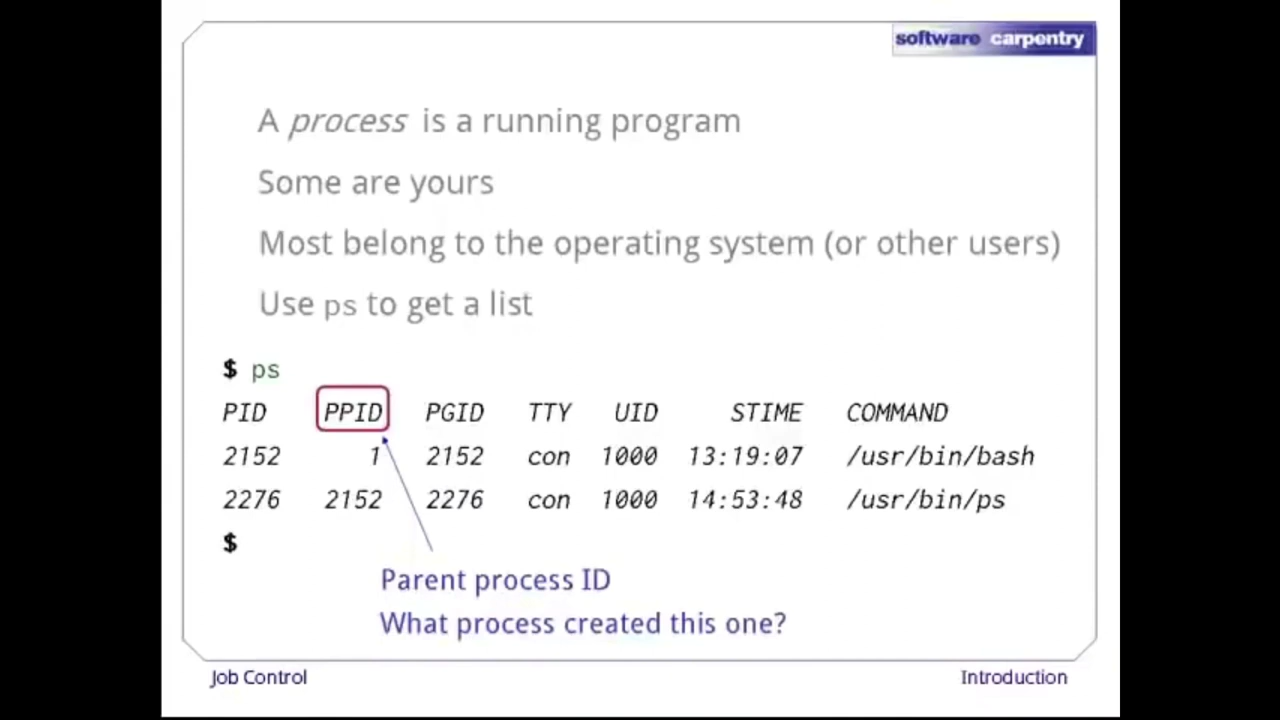 software carpentry
A process is a running program
Some are yours
Most belong to the operating system (or other users)
Use ps to get a list
$ ps
PID PPID PGID TTY UID STIME COMMAND
2152 1 2152 con 1000 13:19:07 /usr/bin/bash
2276 2152 2276 con 1000 14:53:48 /usr/bin/ps
$
Parent process ID
What process created this one?
Job Control Introduction